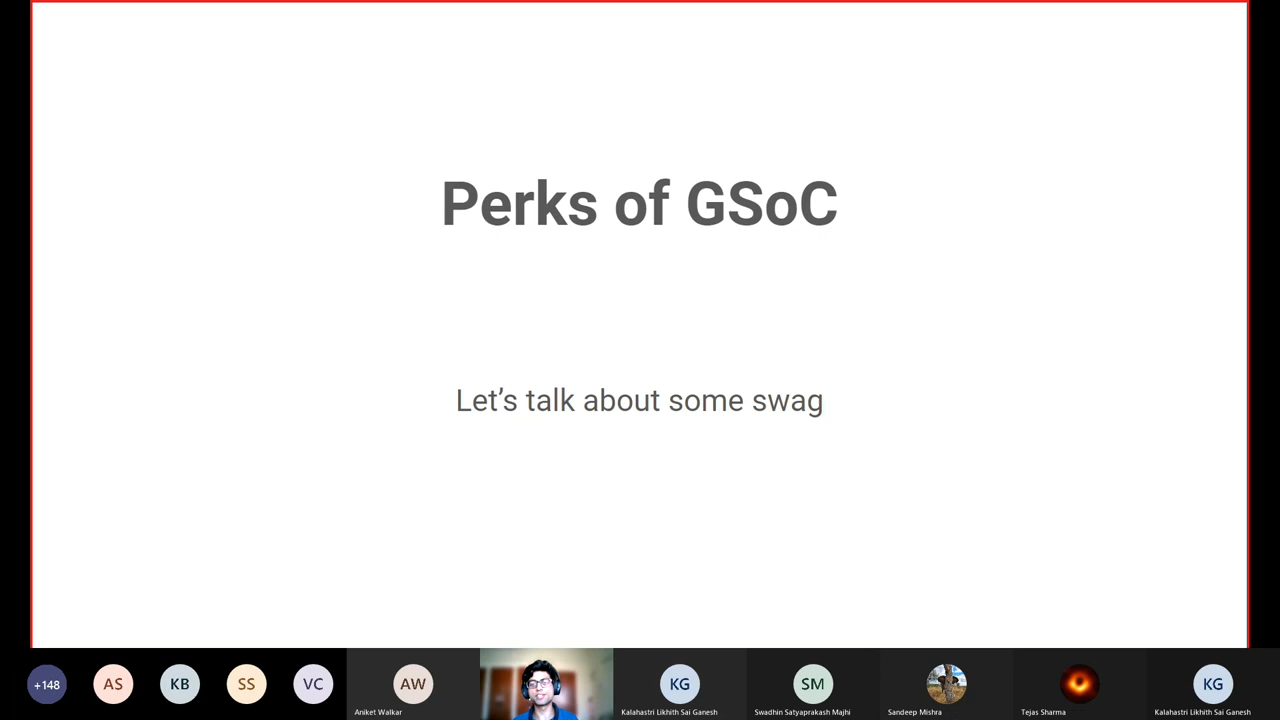 Perks of GSoC
Let's talk about some swag
+148
AS
KB
SS
VC
AW
Aniket Walkar
KG
Kalahastri Likhith Sai Ganesh
SM
Swadhin Satyaprakash Majhi
Sandeep Mishra
Tejas Sharma
KG
Kalahastri Likhith Sai Ganesh